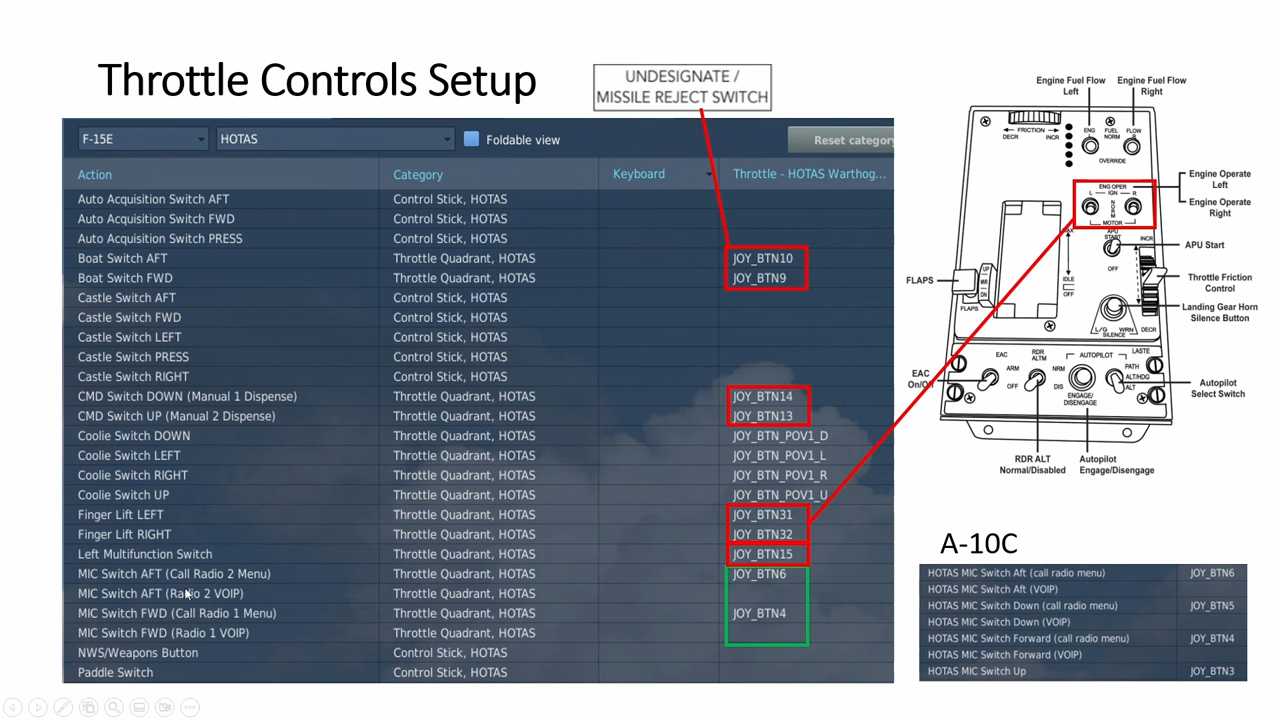 Throttle Controls Setup
UNDESIGNATE /
MISSILE REJECT SWITCH
F-15E HOTAS Foldable view Reset category
Action Category Keyboard Throttle - HOTAS Warthog...
Auto Acquisition Switch AFT Control Stick, HOTAS
Auto Acquisition Switch FWD Control Stick, HOTAS
Auto Acquisition Switch PRESS Control Stick, HOTAS
Boat Switch AFT Throttle Quadrant, HOTAS JOY_BTN10
Boat Switch FWD Throttle Quadrant, HOTAS JOY_BTN9
Castle Switch AFT Control Stick, HOTAS
Castle Switch FWD Control Stick, HOTAS
Castle Switch LEFT Control Stick, HOTAS
Castle Switch PRESS Control Stick, HOTAS
Castle Switch RIGHT Control Stick, HOTAS
CMD Switch DOWN (Manual 1 Dispense) Throttle Quadrant, HOTAS JOY_BTN14
CMD Switch UP (Manual 2 Dispense) Throttle Quadrant, HOTAS JOY_BTN13
Coolie Switch DOWN Throttle Quadrant, HOTAS JOY_BTN_POV1_D
Coolie Switch LEFT Throttle Quadrant, HOTAS JOY_BTN_POV1_L
Coolie Switch RIGHT Throttle Quadrant, HOTAS JOY_BTN_POV1_R
Coolie Switch UP Throttle Quadrant, HOTAS JOY_BTN_POV1_U
Finger Lift LEFT Throttle Quadrant, HOTAS JOY_BTN31
Finger Lift RIGHT Throttle Quadrant, HOTAS JOY_BTN32
Left Multifunction Switch Throttle Quadrant, HOTAS JOY_BTN15
MIC Switch AFT (Call Radio 2 Menu) Throttle Quadrant, HOTAS JOY_BTN6
MIC Switch AFT (Radio 2 VOIP) Throttle Quadrant, HOTAS
MIC Switch FWD (Call Radio 1 Menu) Throttle Quadrant, HOTAS JOY_BTN4
MIC Switch FWD (Radio 1 VOIP) Throttle Quadrant, HOTAS
NWS/Weapons Button Control Stick, HOTAS
Paddle Switch Control Stick, HOTAS
Engine Fuel Flow
Left
Engine Fuel Flow
Right
FRICTION
DECR INCR
ENG
L
FUEL
NORM
FLOW
R
OVERRIDE
ENG OPER
L IGN R
NORM
MOTOR
Engine Operate
Left
Engine Operate
Right
APU
START
OFF
APU Start
MAX
IDLE
OFF
INCR
DECR
Throttle Friction
Control
FLAPS
UP
MVR
DN
FLAPS
Landing Gear Horn
Silence Button
L/G WRN
SILENCE
EAC
On/Off
EAC
ARM
OFF
RDR
ALTM
NRM
DIS
AUTOPILOT
ENGAGE/
DISENGAGE
LASTE
PATH
ALT/HDG
ALT
Autopilot
Select Switch
RDR ALT
Normal/Disabled
Autopilot
Engage/Disengage
A-10C
HOTAS MIC Switch Aft (call radio menu) JOY_BTN6
HOTAS MIC Switch Aft (VOIP)
HOTAS MIC Switch Down (call radio menu) JOY_BTN5
HOTAS MIC Switch Down (VOIP)
HOTAS MIC Switch Forward (call radio menu) JOY_BTN4
HOTAS MIC Switch Forward (VOIP)
HOTAS MIC Switch Up JOY_BTN3